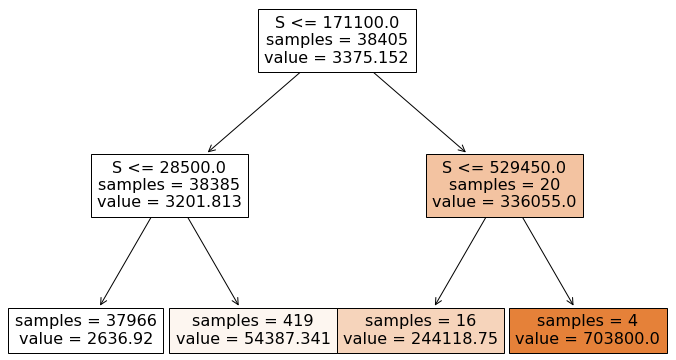 S <= 171100.0
samples = 38405
value = 3375.152
S <= 28500.0
samples = 38385
value = 3201.813
S <= 529450.0
samples = 20
value = 336055.0
samples = 37966
value = 2636.92
samples = 419
value = 54387.341
samples = 16
value = 244118.75
samples = 4
value = 703800.0